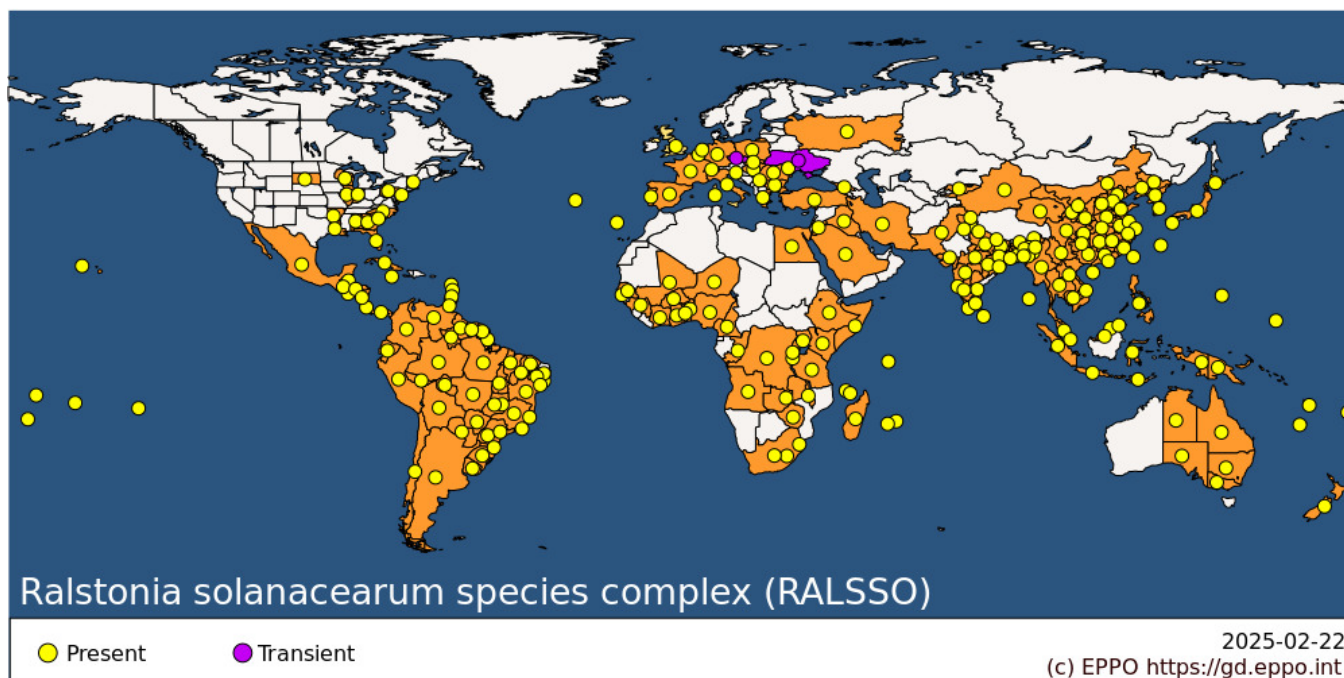 Ralstonia solanacearum species complex (RALSSO)
Present
Transient
2025-02-22
(c) EPPO https://gd.eppo.int